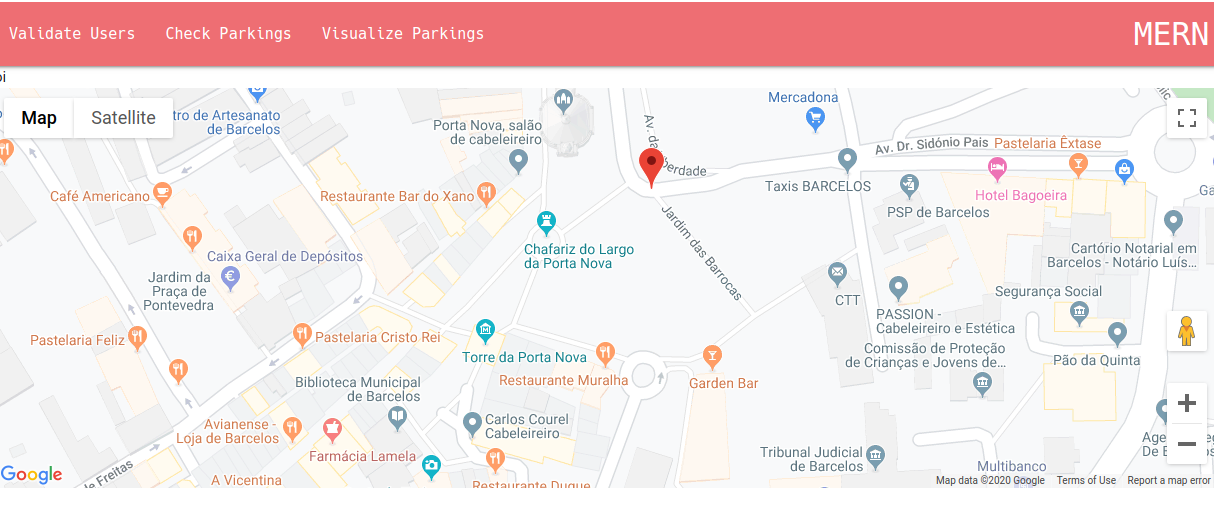 Validate Users Check Parkings Visualize Parkings MERN
oi
Map Satellite
tro de Artesanato
de Barcelos
Mercadona
Porta Nova, salão
de cabeleireiro
Av. da Liberdade
Av. Dr. Sidónio Pais
Pastelaria Êxtase
Taxis BARCELOS
Café Americano
Restaurante Bar do Xano
Hotel Bagoeira
PSP de Barcelos
Jardim das Barrocas
Chafariz do Largo
da Porta Nova
Caixa Geral de Depósitos
Cartório Notarial em
Barcelos - Notário Luís...
Jardim da
Praça de
Pontevedra
CTT
Segurança Social
PASSION -
Cabeleireiro e Estética
Pastelaria Feliz
Pastelaria Cristo Rei
Torre da Porta Nova
Comissão de Proteção
de Crianças e Jovens de...
Pão da Quinta
Restaurante Muralha
Garden Bar
Biblioteca Municipal
de Barcelos
Avianense -
Loja de Barcelos
Carlos Courel
Cabeleireiro
Farmácia Lamela
Tribunal Judicial
de Barcelos
Age
De B
Multibanco
de Freitas
A Vicentina
Restaurante Duque
Google
Map data ©2020 Google Terms of Use Report a map error